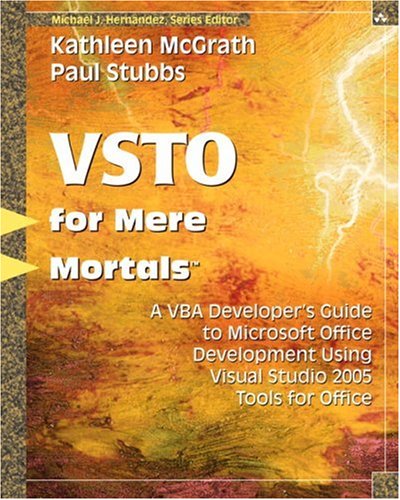 Michael J. Hernandez, Series Editor
Kathleen McGrath
Paul Stubbs
VSTO
for Mere
Mortals™
A VBA Developer's Guide
to Microsoft Office
Development Using
Visual Studio 2005
Tools for Office